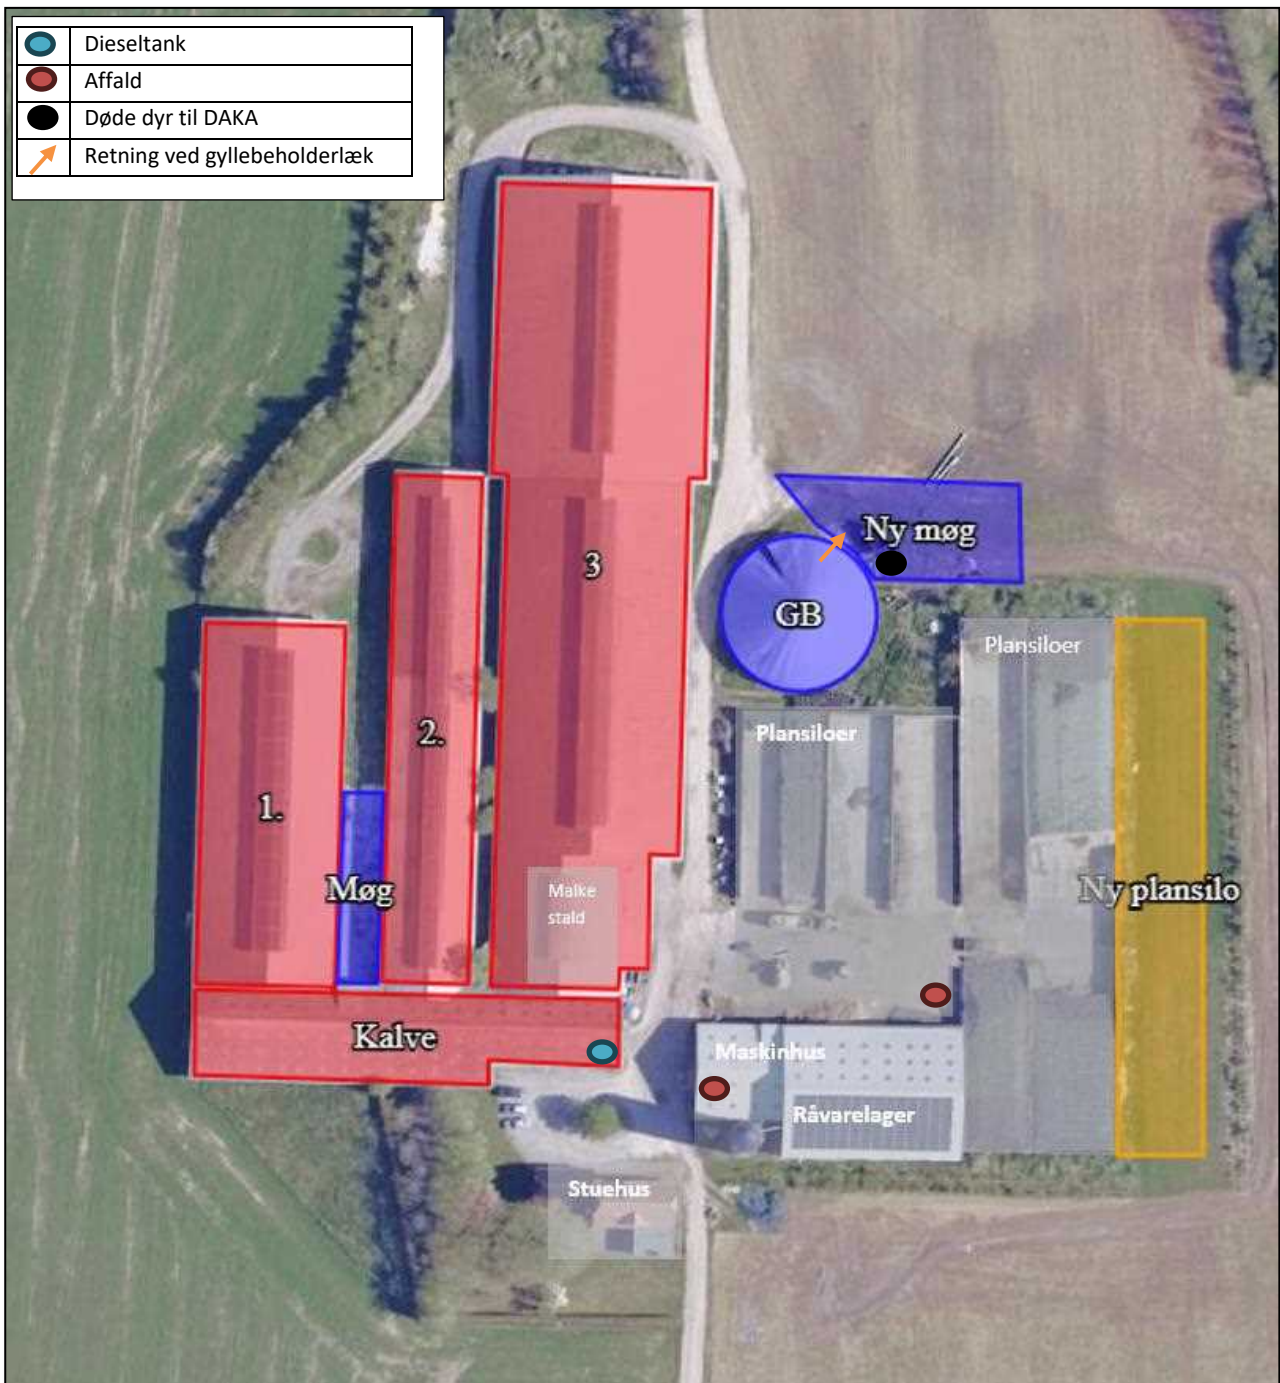 Dieseltank
Affald
Døde dyr til DAKA
Retning ved gyllebeholderlæk
Ny møg
3
GB
Plansiloer
2.
Plansiloer
1.
Møg
Malke
stald
Ny plansilo
Kalve
Maskinhus
Råvarelager
Stuehus